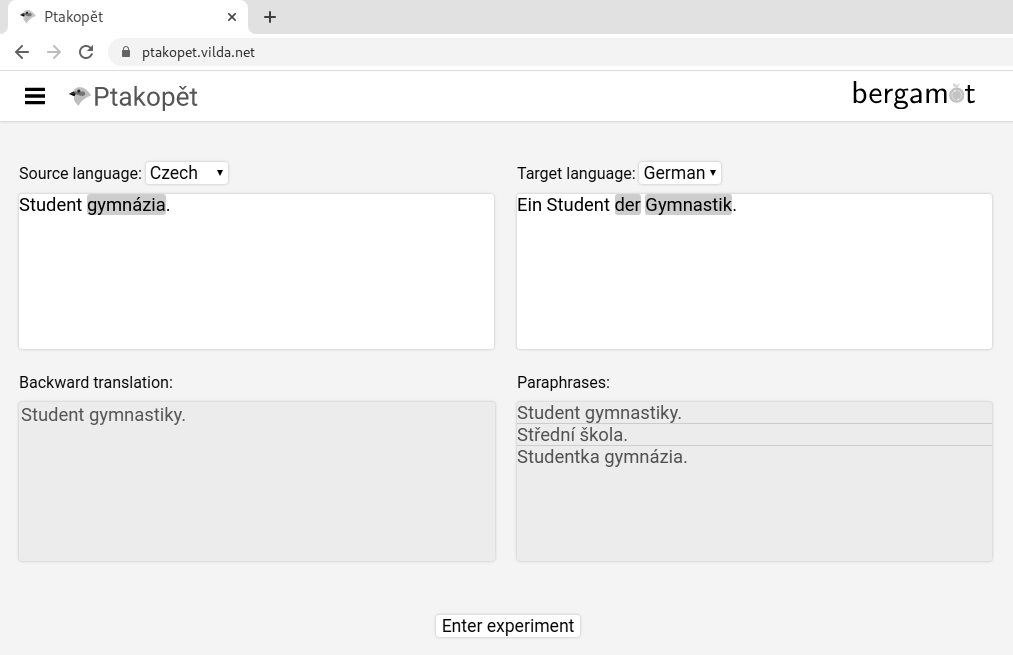 Ptakopět
ptakopet.vilda.net
Ptakopět
bergamot
Source language: Czech
Target language: German
Student gymnázia.
Ein Student der Gymnastik.
Backward translation:
Paraphrases:
Student gymnastiky.
Student gymnastiky.
Střední škola.
Studentka gymnázia.
Enter experiment